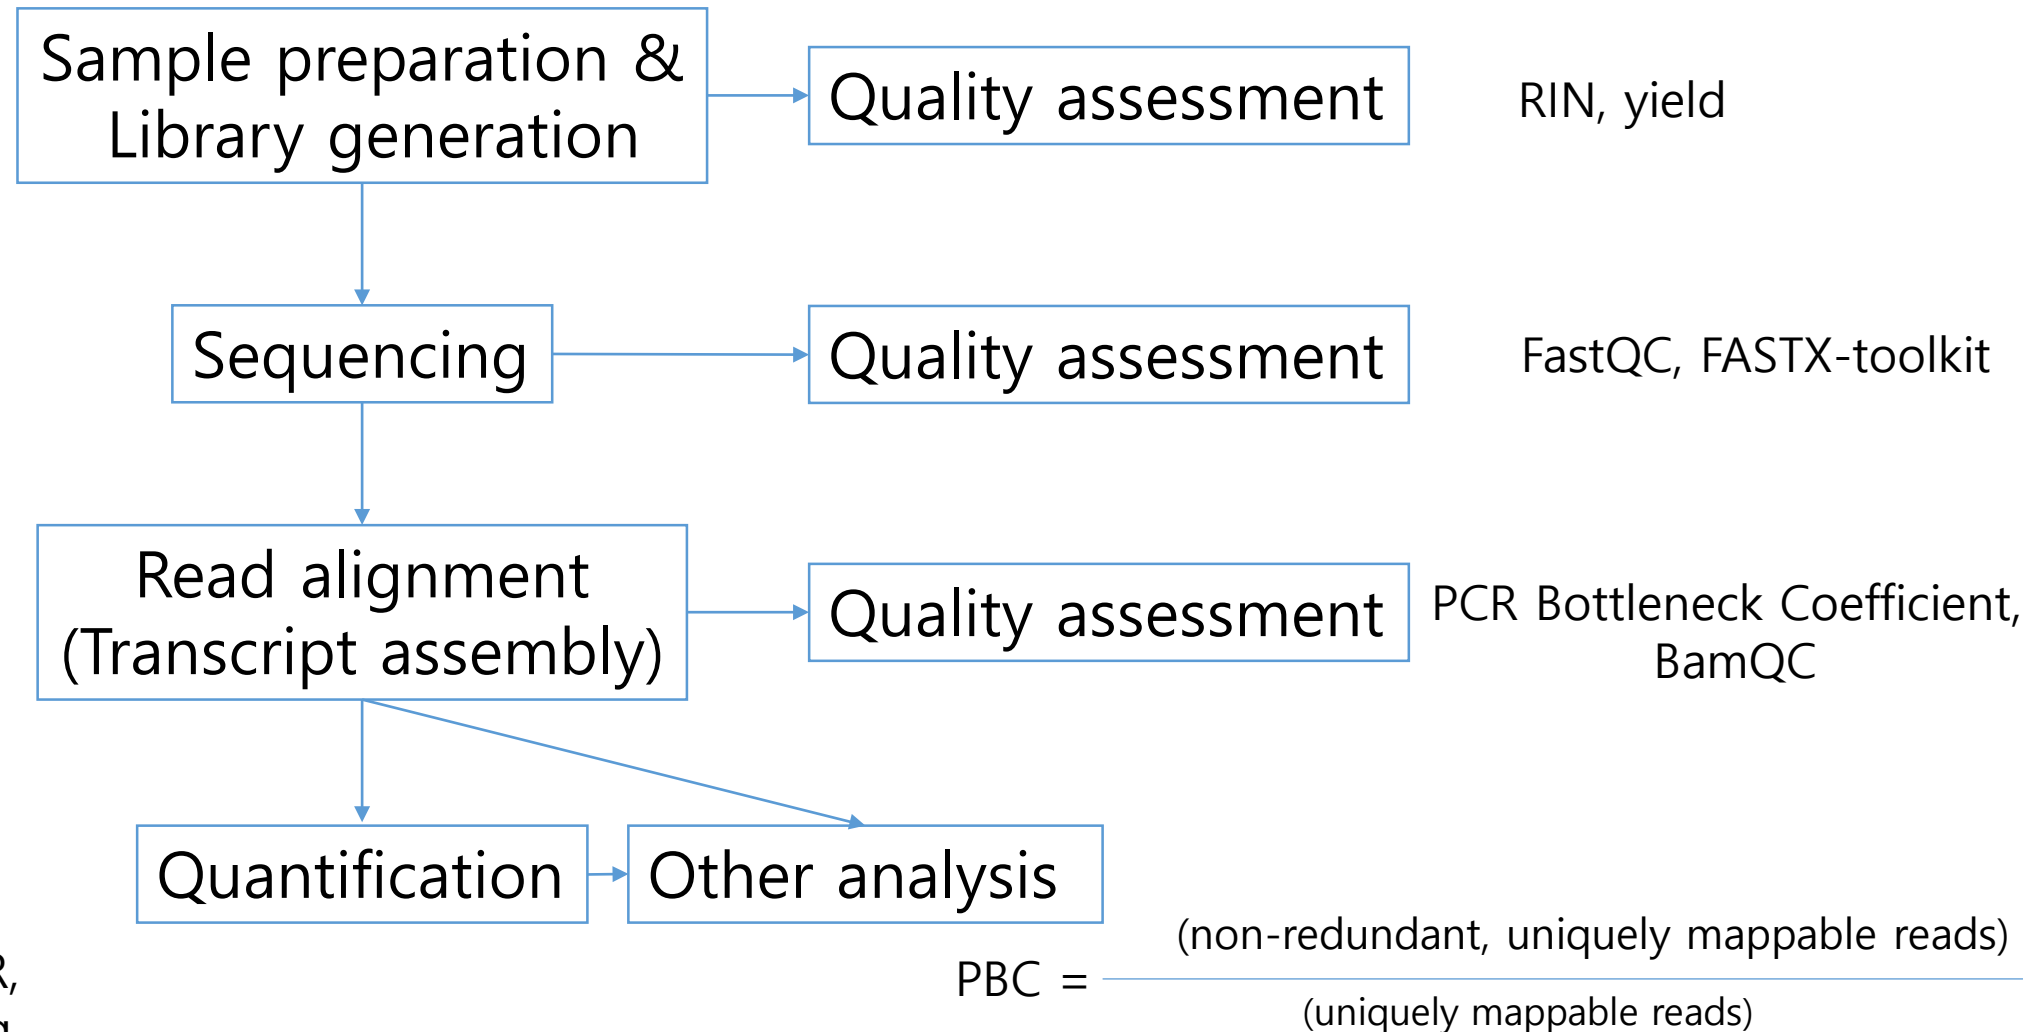 Sample preparation &
Library generation
Quality assessment
RIN, yield
Sequencing
Quality assessment
FastQC, FASTX-toolkit
Read alignment
(Transcript assembly)
Quality assessment
PCR Bottleneck Coefficient,
BamQC
Quantification
Other analysis
(non-redundant, uniquely mappable reads)
PBC =
(uniquely mappable reads)